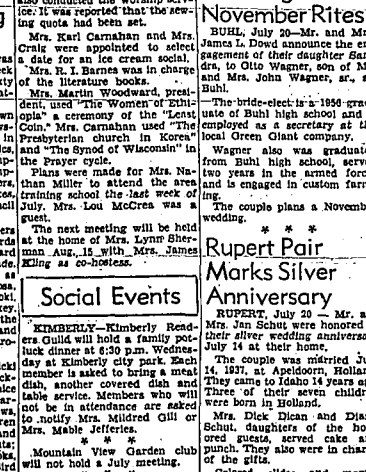 also conducted the worship serv-
ice. It was reported that the sew-
ing quota had been set.
Mrs. Karl Carnahan and Mrs.
Craig were appointed to select
a date for an ice cream social.
Mrs. R. I. Barnes was in charge
of the literature books.
Mrs. Martin Woodward, presi-
dent, used "The Women of Ethi-
opia" a ceremony of the "Least
Coin." Mrs. Carnahan used "The
Presbyterian church in Korea"
and "The Synod of Wisconsin" in
the Prayer cycle.
Plans were made for Mrs. Na-
than Miller to attend the area
training school the last week of
July. Mrs. Lou McCrea was a
guest.
The next meeting will be held
at the home of Mrs. Lynn Sher-
man Aug. 15 with Mrs. James
Kling as co-hostess.
Social Events
KIMBERLY—Kimberly Read-
ers Guild will hold a family pot-
luck dinner at 6:30 p.m. Wednes-
day at Kimberly city park. Each
member is asked to bring a meat
dish, another covered dish and
table service. Members who will
not be in attendance are asked
to notify Mrs. Mildred Gill or
Mrs. Mable Jefferies.
* * *
Mountain View Garden club
will not hold a July meeting.
November Rites
BUHL, July 20—Mr. and Mr
James L. Dowd announce the en
gagement of their daughter San
dra, to Otto Wagner, son of M
and Mrs. John Wagner, sr.,
Buhl.
The bride-elect is a 1959 grad
uate of Buhl high school and
employed as a secretary at th
local Green Giant company.
Wagner also was graduat
from Buhl high school, serv
two years in the armed forc
and is engaged in custom farm
ing.
The couple plans a Novemb
wedding.
* * *
Rupert Pair
Marks Silver
Anniversary
RUPERT, July 20 — Mr. a
Mrs. Jan Schut were honored
their silver wedding anniversa
July 14 at their home.
The couple was married Ju
14, 1937, at Apeldoorn, Holland
They came to Idaho 14 years ag
Three of their seven childr
were born in Holland.
Mrs. Dick Dican and Dia
Schut, daughters of the ho
ored guests, served cake a
punch. They also were in char
of the gifts.